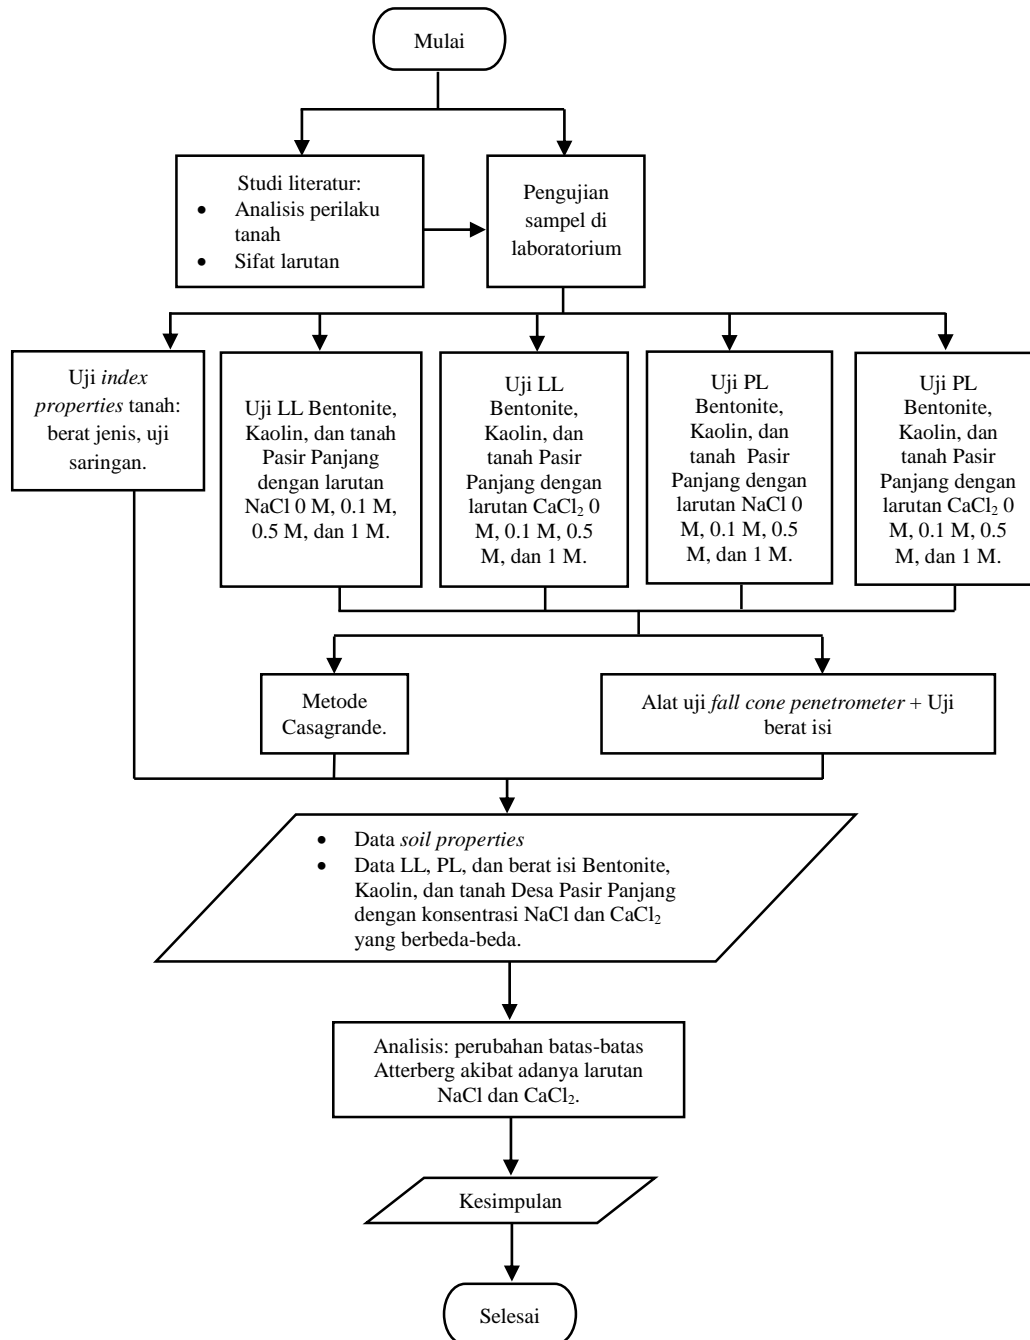 Mulai
Studi literatur:
• Analisis perilaku
tanah
• Sifat larutan
Pengujian
sampel di
laboratorium
Uji index
properties tanah:
berat jenis, uji
saringan.
Uji LL Bentonite,
Kaolin, dan tanah
Pasir Panjang
dengan larutan
NaCl 0 M, 0.1 M,
0.5 M, dan 1 M.
Uji LL
Bentonite,
Kaolin, dan
tanah Pasir
Panjang dengan
larutan CaCl₂ 0
M, 0.1 M, 0.5
M, dan 1 M.
Uji PL
Bentonite,
Kaolin, dan
tanah Pasir
Panjang dengan
larutan NaCl 0
M, 0.1 M, 0.5
M, dan 1 M.
Uji PL
Bentonite,
Kaolin, dan
tanah Pasir
Panjang dengan
larutan CaCl₂ 0
M, 0.1 M, 0.5
M, dan 1 M.
Metode
Casagrande.
Alat uji fall cone penetrometer + Uji
berat isi
• Data soil properties
• Data LL, PL, dan berat isi Bentonite,
Kaolin, dan tanah Desa Pasir Panjang
dengan konsentrasi NaCl dan CaCl₂
yang berbeda-beda.
Analisis: perubahan batas-batas
Atterberg akibat adanya larutan
NaCl dan CaCl₂.
Kesimpulan
Selesai